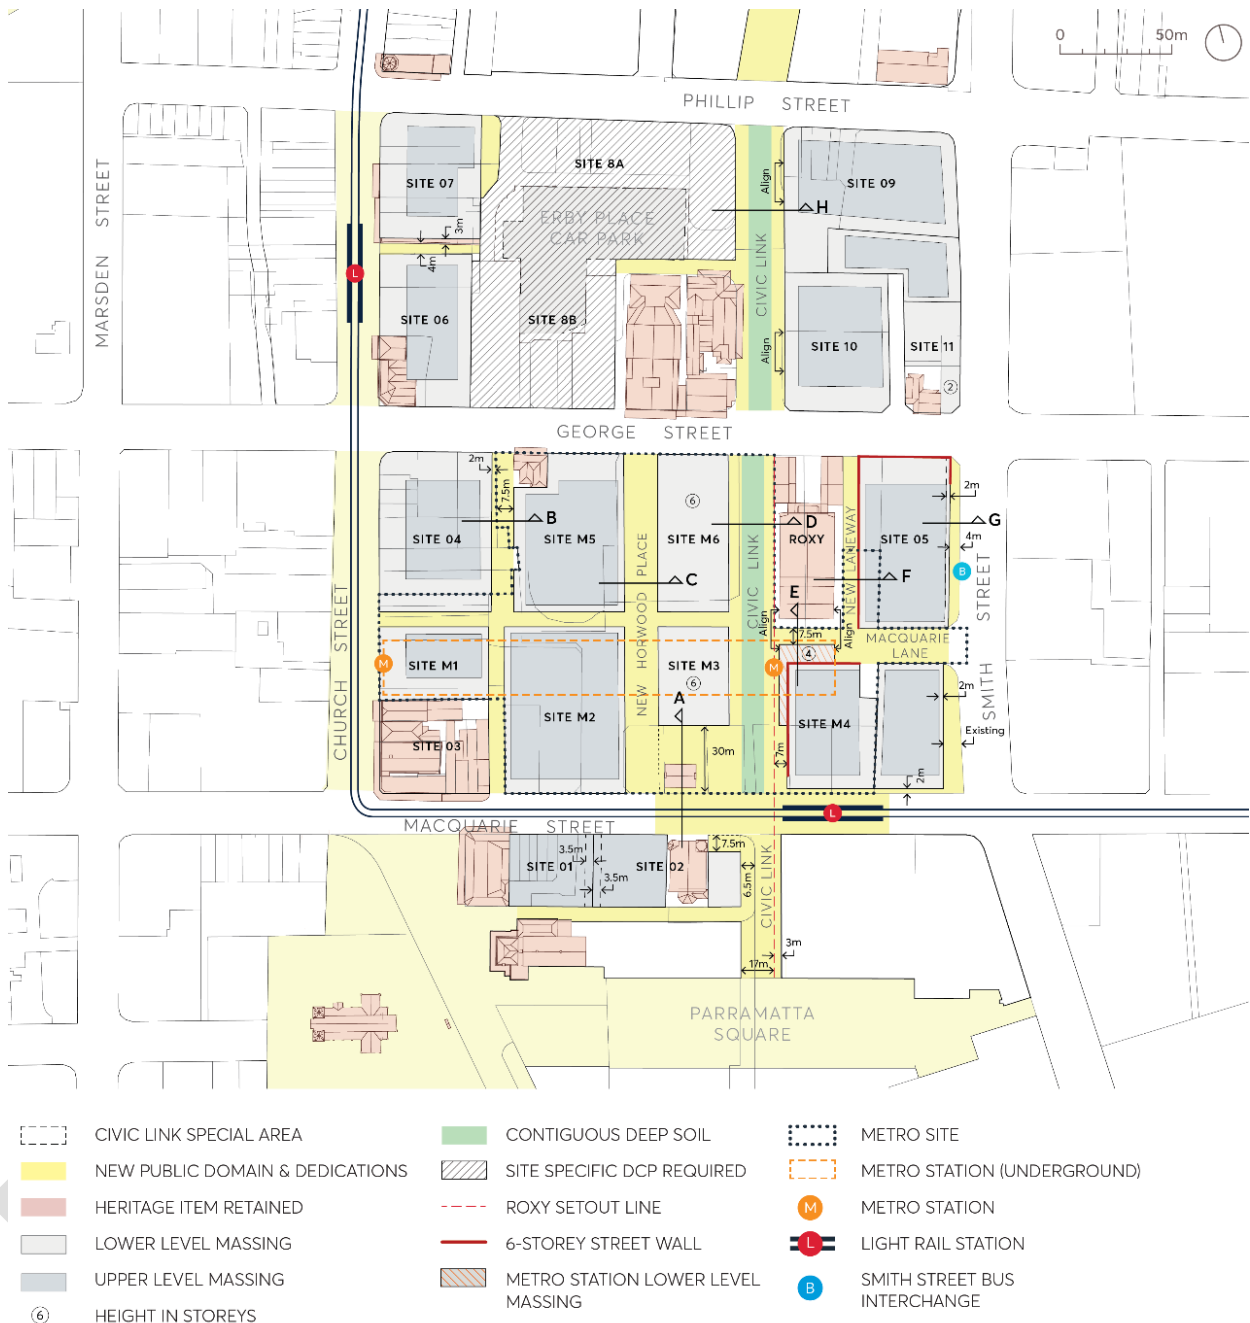 0 50m
PHILLIP STREET
MARSDEN STREET
SITE 07
SITE 8A
SITE 09
Align
H
ERBY PLACE
CAR PARK
CIVIC LINK
3m
4m
L
SITE 06
SITE 8B
SITE 10
SITE 11
Align
2
GEORGE STREET
2m
7.5m
2m
6
B
D
G
SITE 04
SITE M5
SITE M6
ROXY
SITE 05
4m
NEW HORWOOD PLACE
CIVIC LINK
NEW LANEWAY
C
F
B
E
SMITH STREET
CHURCH STREET
Align
7.5m
Align
MACQUARIE
LANE
4
M
SITE M1
SITE M3
M
6
A
2m
SITE M2
SITE M4
SITE 03
30m
7m
Existing
2m
L
MACQUARIE STREET
7.5m
3.5m
SITE 01
SITE 02
3.5m
6.5m
CIVIC LINK
3m
17m
PARRAMATTA
SQUARE
CIVIC LINK SPECIAL AREA
NEW PUBLIC DOMAIN & DEDICATIONS
HERITAGE ITEM RETAINED
LOWER LEVEL MASSING
UPPER LEVEL MASSING
6 HEIGHT IN STOREYS
CONTIGUOUS DEEP SOIL
SITE SPECIFIC DCP REQUIRED
ROXY SETOUT LINE
6-STOREY STREET WALL
METRO STATION LOWER LEVEL
MASSING
METRO SITE
METRO STATION (UNDERGROUND)
M METRO STATION
L LIGHT RAIL STATION
B SMITH STREET BUS
INTERCHANGE